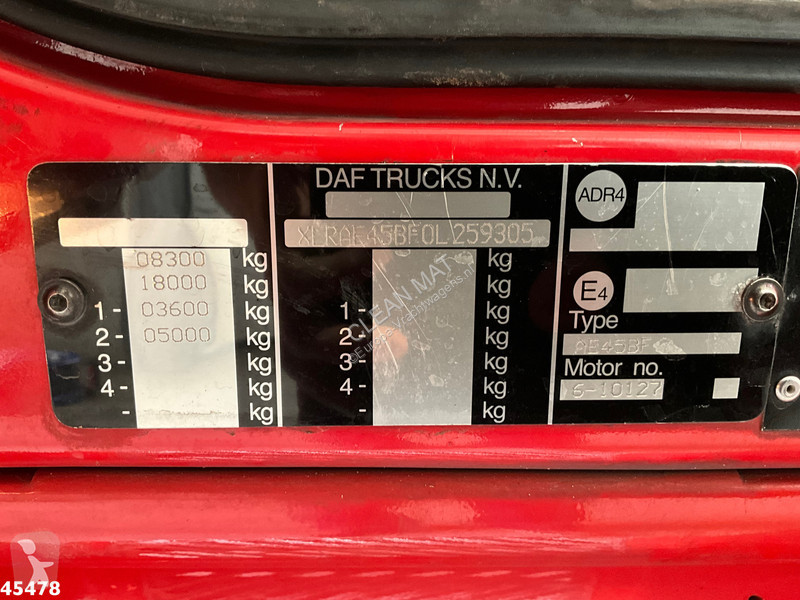 DAF TRUCKS N.V.
XLRAE45BF0L259305
08300 kg
18000 kg
1- 03600 kg
2- 05000 kg
3- kg
4- kg
- kg
kg
kg
1- kg
2- kg
3- kg
4- kg
- kg
ADR4
E4
Type
AE45BF
Motor no.
6-10127
CLEAN MAT
45478